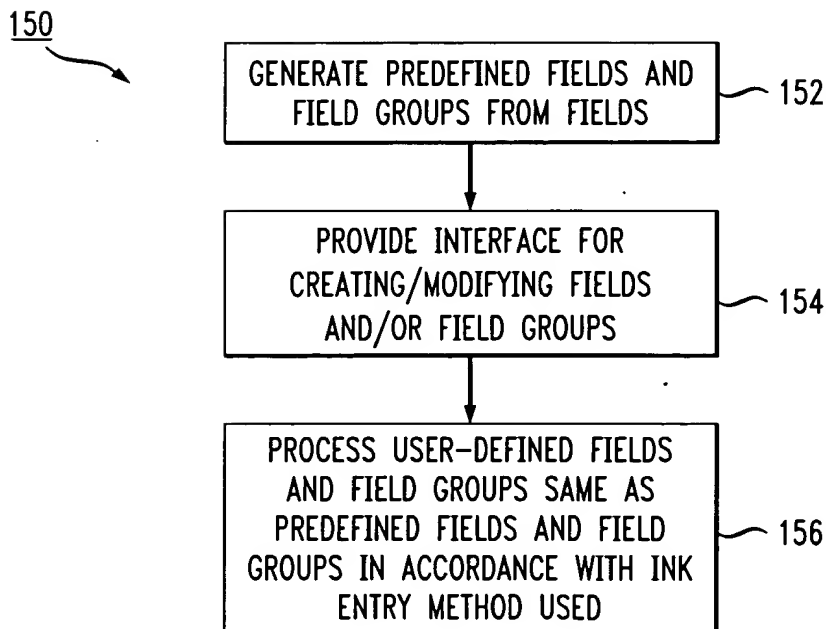 150
GENERATE PREDEFINED FIELDS AND
FIELD GROUPS FROM FIELDS
152
PROVIDE INTERFACE FOR
CREATING/MODIFYING FIELDS
AND/OR FIELD GROUPS
154
PROCESS USER-DEFINED FIELDS
AND FIELD GROUPS SAME AS
PREDEFINED FIELDS AND FIELD
GROUPS IN ACCORDANCE WITH INK
ENTRY METHOD USED
156